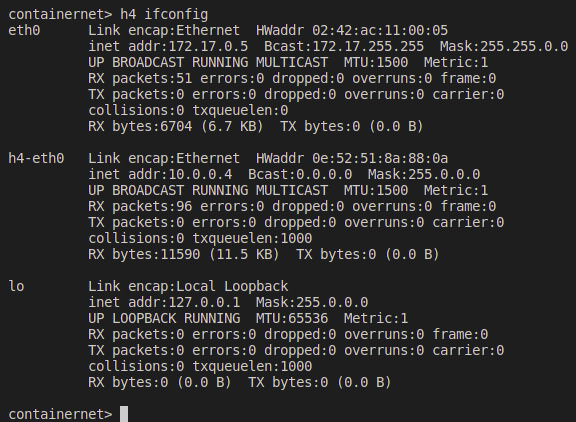 containernet> h4 ifconfig
eth0      Link encap:Ethernet  HWaddr 02:42:ac:11:00:05
          inet addr:172.17.0.5  Bcast:172.17.255.255  Mask:255.255.0.0
          UP BROADCAST RUNNING MULTICAST  MTU:1500  Metric:1
          RX packets:51 errors:0 dropped:0 overruns:0 frame:0
          TX packets:0 errors:0 dropped:0 overruns:0 carrier:0
          collisions:0 txqueuelen:0
          RX bytes:6704 (6.7 KB)  TX bytes:0 (0.0 B)

h4-eth0   Link encap:Ethernet  HWaddr 0e:52:51:8a:88:0a
          inet addr:10.0.0.4  Bcast:0.0.0.0  Mask:255.0.0.0
          UP BROADCAST RUNNING MULTICAST  MTU:1500  Metric:1
          RX packets:96 errors:0 dropped:0 overruns:0 frame:0
          TX packets:0 errors:0 dropped:0 overruns:0 carrier:0
          collisions:0 txqueuelen:1000
          RX bytes:11590 (11.5 KB)  TX bytes:0 (0.0 B)

lo        Link encap:Local Loopback
          inet addr:127.0.0.1  Mask:255.0.0.0
          UP LOOPBACK RUNNING  MTU:65536  Metric:1
          RX packets:0 errors:0 dropped:0 overruns:0 frame:0
          TX packets:0 errors:0 dropped:0 overruns:0 carrier:0
          collisions:0 txqueuelen:1000
          RX bytes:0 (0.0 B)  TX bytes:0 (0.0 B)

containernet>